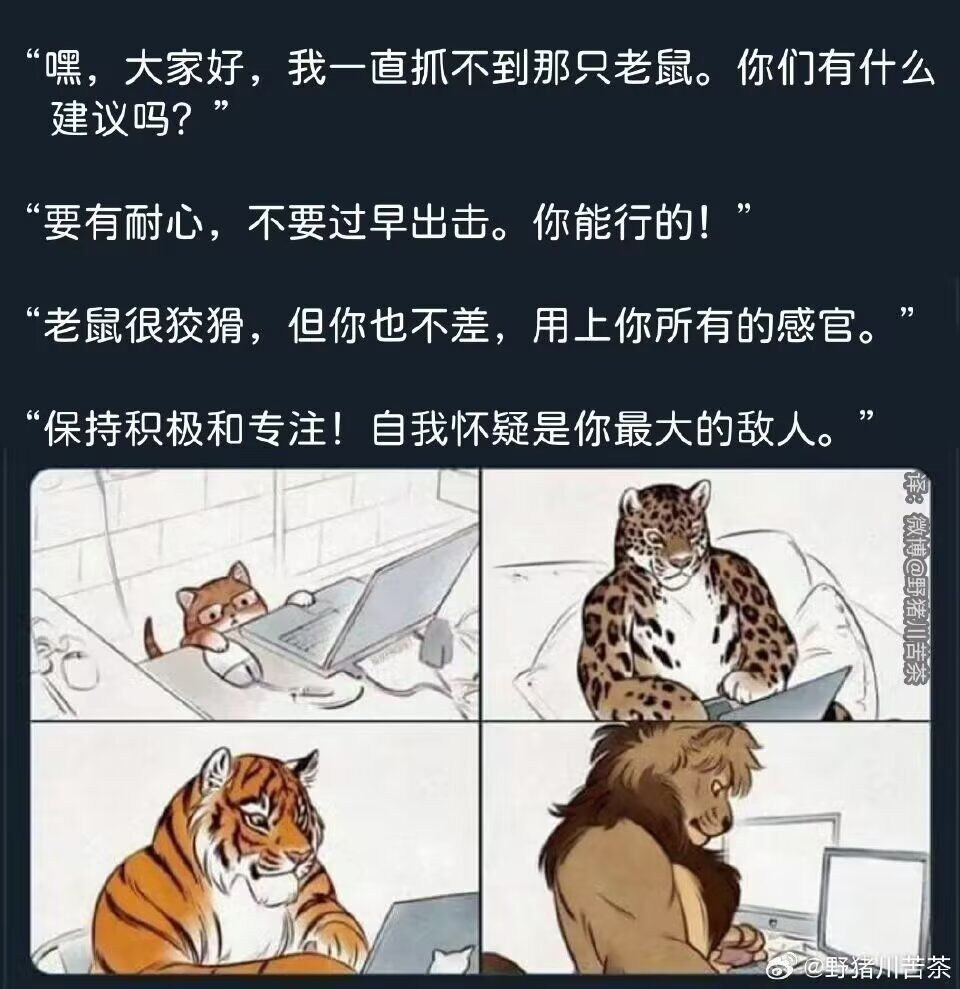 “嘿，大家好，我一直抓不到那只老鼠。你们有什么
建议吗？”
“要有耐心，不要过早出击。你能行的！”
“老鼠很狡猾，但你也不差，用上你所有的感官。”
“保持积极和专注！自我怀疑是你最大的敌人。”
译：微博@野猪川苦茶
@野猪川苦茶